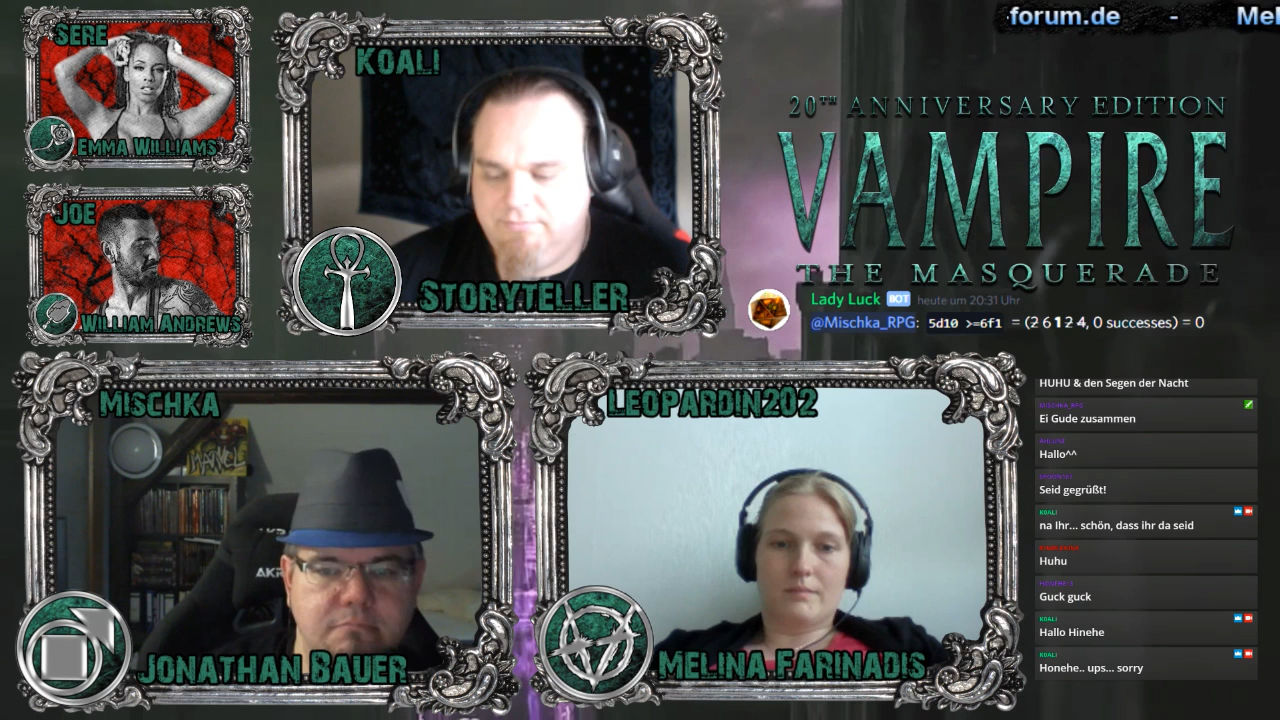 forum.de - Mel
SERE
EMMA WILLIAMS
JOE
WILLIAM ANDREWS
KOALI
STORYTELLER
20TH ANNIVERSARY EDITION
VAMPIRE
THE MASQUERADE
Lady Luck BOT heute um 20:31 Uhr
@Mischka_RPG: 5d10 >=6f1 = (2 6 1 2 4, 0 successes) = 0
MISCHKA
JONATHAN BAUER
LEOPARDIN202
MELINA FARINADIS
HUHU & den Segen der Nacht
MISCHKA_RPG
Ei Gude zusammen
Hallo^^
Seid gegrüßt!
KOALI
na Ihr... schön, dass ihr da seid
Huhu
Guck guck
KOALI
Hallo Hinehe
KOALI
Honehe.. ups... sorry